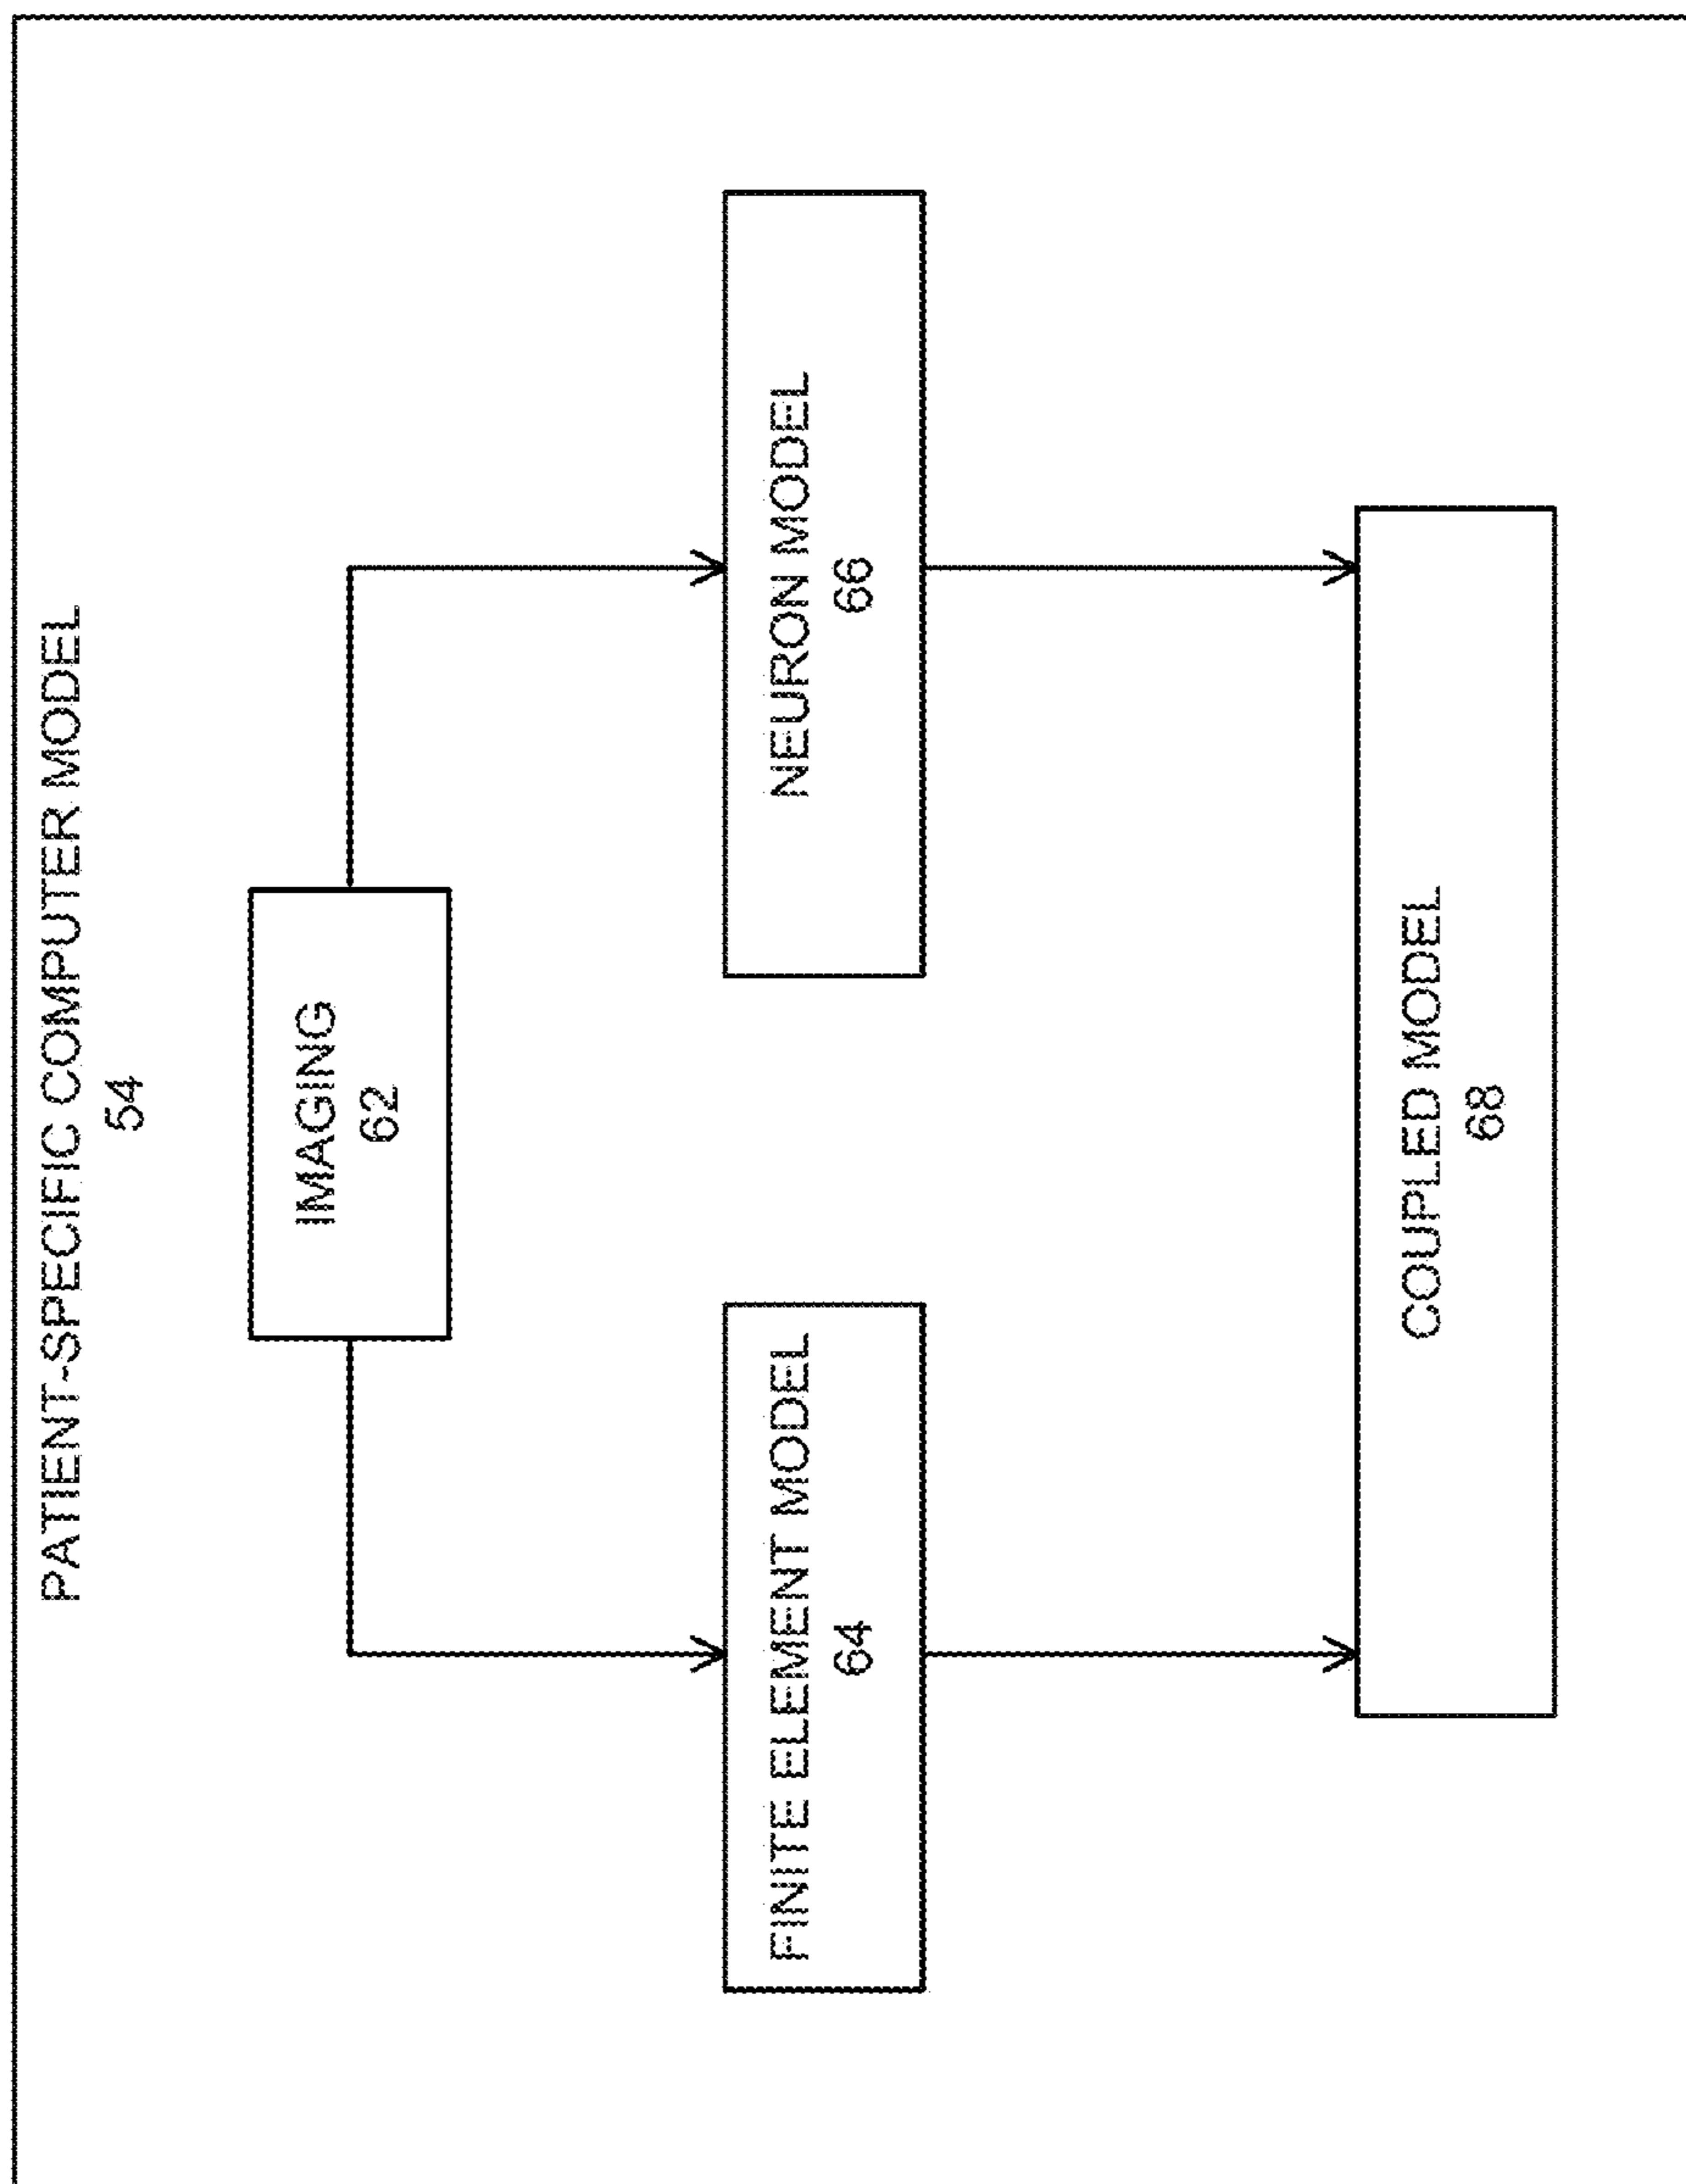 PATIENT-SPECIFIC COMPUTER MODEL
54
IMAGING
62
FINITE ELEMENT MODEL
64
NEURON MODEL
66
COUPLED MODEL
68